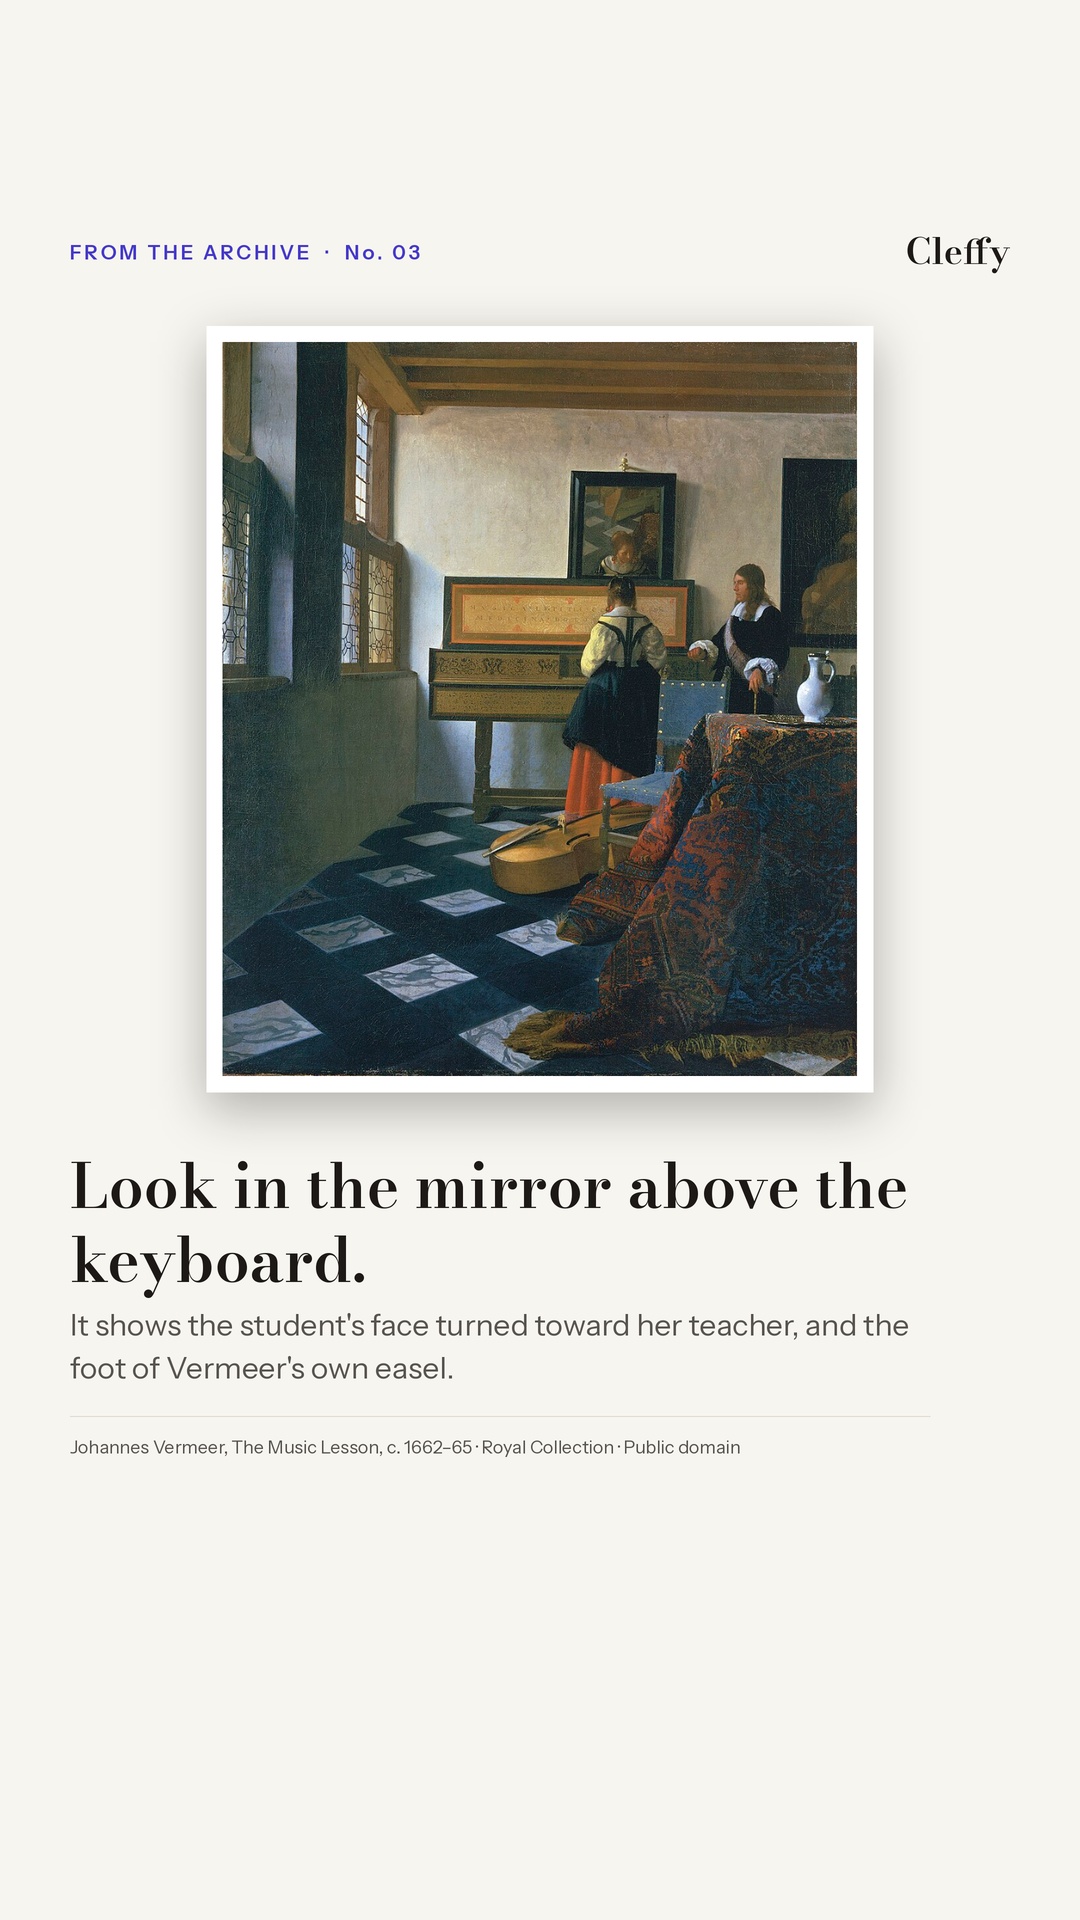 FROM THE ARCHIVE · No. 03
Cleffy
Look in the mirror above the
keyboard.
It shows the student's face turned toward her teacher, and the
foot of Vermeer's own easel.
Johannes Vermeer, The Music Lesson, c. 1662–65 · Royal Collection · Public domain